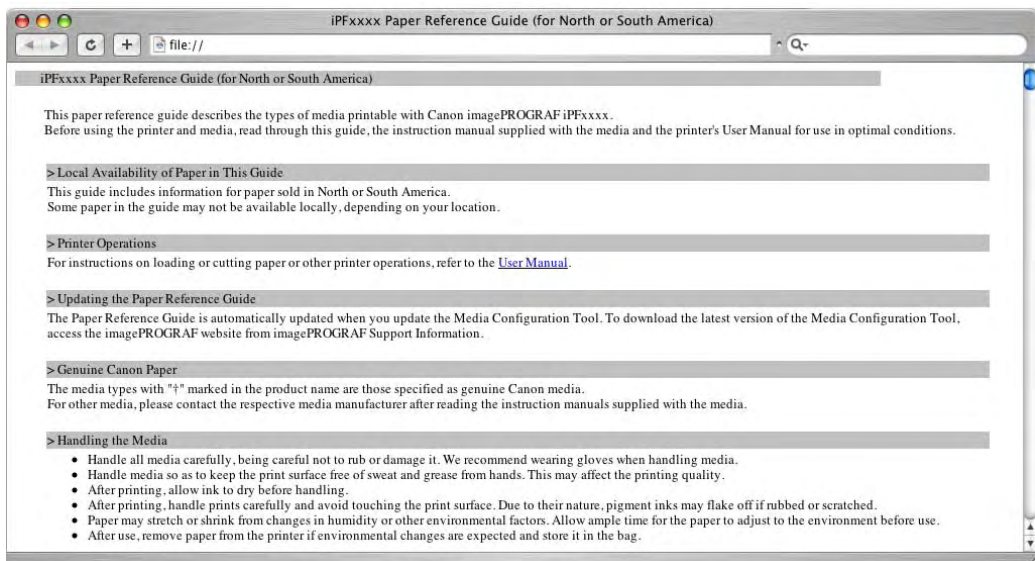 iPFxxxx Paper Reference Guide (for North or South America)
file://
iPFxxxx Paper Reference Guide (for North or South America)
This paper reference guide describes the types of media printable with Canon imagePROGRAF iPFxxxx.
Before using the printer and media, read through this guide, the instruction manual supplied with the media and the printer's User Manual for use in optimal conditions.
> Local Availability of Paper in This Guide
This guide includes information for paper sold in North or South America.
Some paper in the guide may not be available locally, depending on your location.
> Printer Operations
For instructions on loading or cutting paper or other printer operations, refer to the User Manual.
> Updating the Paper Reference Guide
The Paper Reference Guide is automatically updated when you update the Media Configuration Tool. To download the latest version of the Media Configuration Tool,
access the imagePROGRAF website from imagePROGRAF Support Information.
> Genuine Canon Paper
The media types with "†" marked in the product name are those specified as genuine Canon media.
For other media, please contact the respective media manufacturer after reading the instruction manuals supplied with the media.
> Handling the Media
• Handle all media carefully, being careful not to rub or damage it. We recommend wearing gloves when handling media.
• Handle media so as to keep the print surface free of sweat and grease from hands. This may affect the printing quality.
• After printing, allow ink to dry before handling.
• After printing, handle prints carefully and avoid touching the print surface. Due to their nature, pigment inks may flake off if rubbed or scratched.
• Paper may stretch or shrink from changes in humidity or other environmental factors. Allow ample time for the paper to adjust to the environment before use.
• After use, remove paper from the printer if environmental changes are expected and store it in the bag.